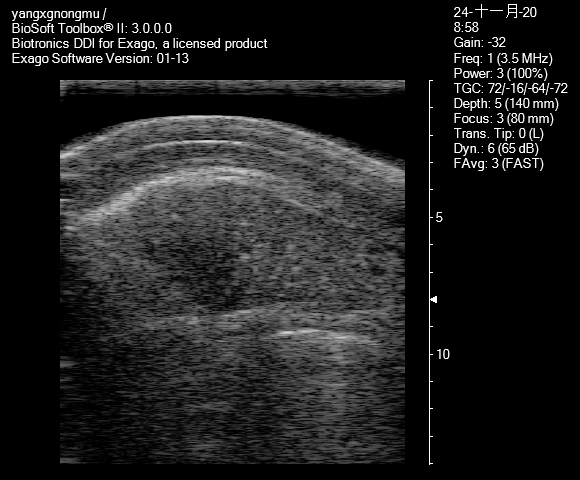 yangxgnongmu /
BioSoft Toolbox® II: 3.0.0.0
Biotronics DDI for Exago, a licensed product
Exago Software Version: 01-13
24-十一月-20
8:58
Gain: -32
Freq: 1 (3.5 MHz)
Power: 3 (100%)
TGC: 72/-16/-64/-72
Depth: 5 (140 mm)
Focus: 3 (80 mm)
Trans. Tip: 0 (L)
Dyn.: 6 (65 dB)
FAvg: 3 (FAST)
5
10